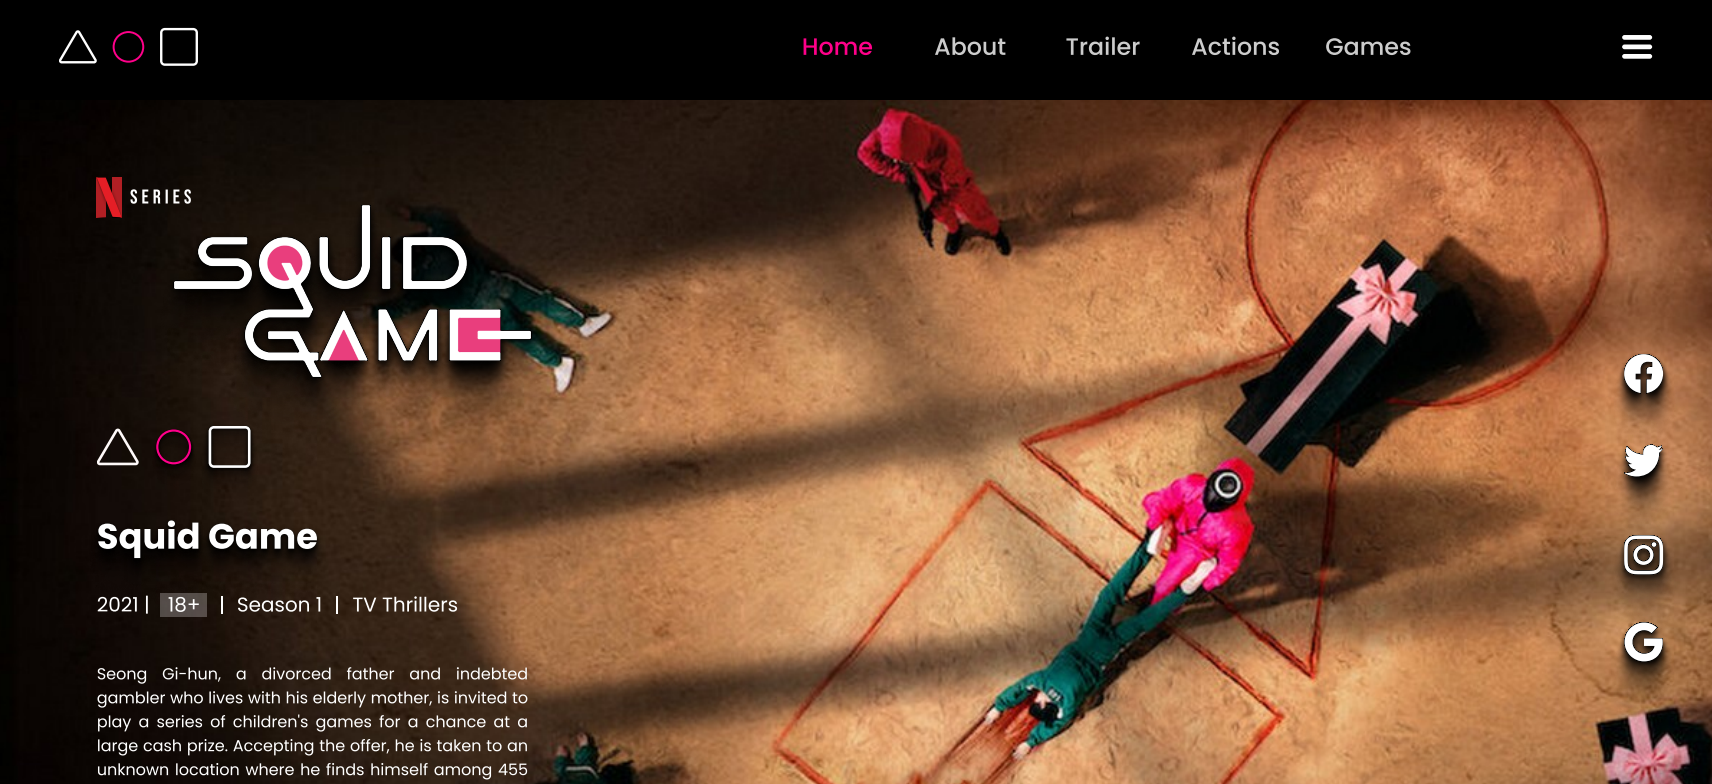 Home About Trailer Actions Games
N SERIES
SQUID
GAME
Squid Game
2021 | 18+ | Season 1 | TV Thrillers
Seong Gi-hun, a divorced father and indebted
gambler who lives with his elderly mother, is invited to
play a series of children's games for a chance at a
large cash prize. Accepting the offer, he is taken to an
unknown location where he finds himself among 455